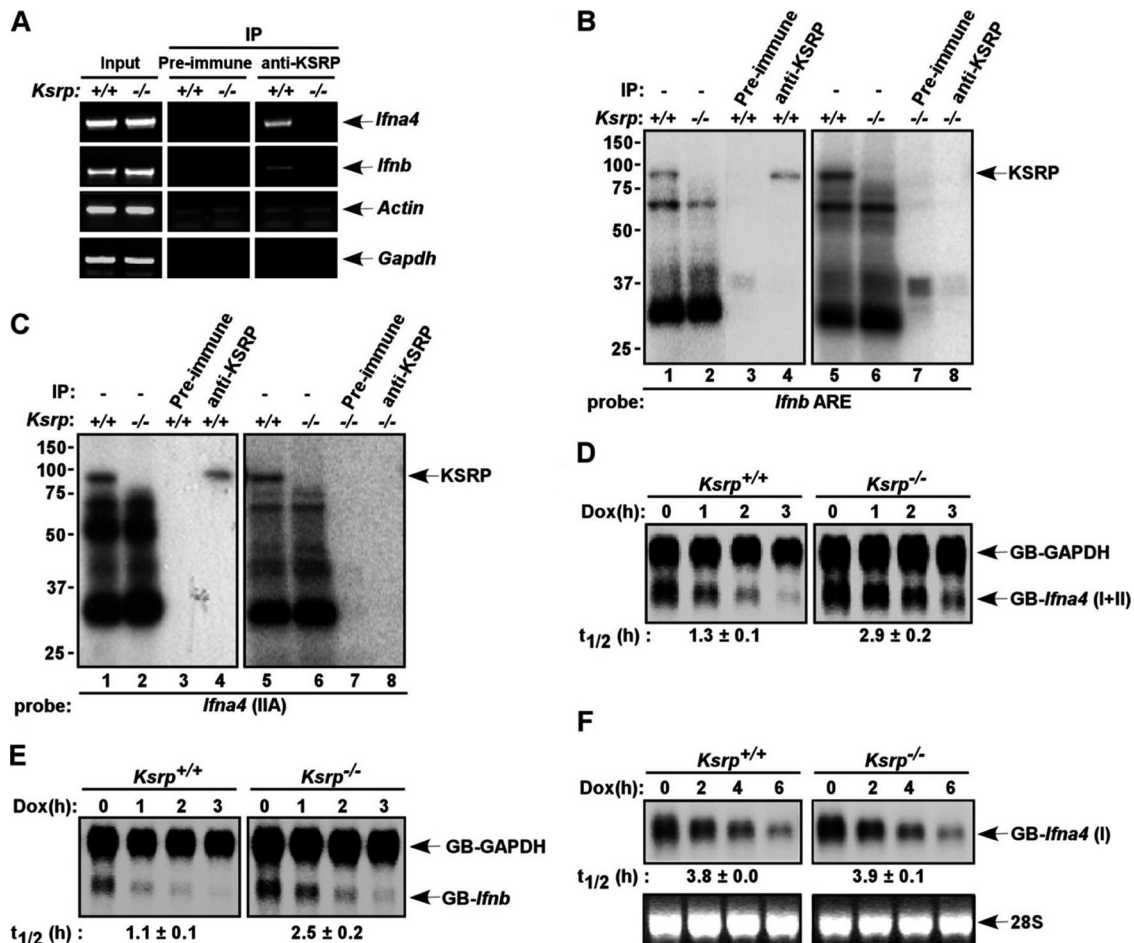 A
IP
Input Pre-immune anti-KSRP
Ksrp: +/+ -/- +/+ -/- +/+ -/-
Ifna4
Ifnb
Actin
Gapdh
B
IP: - - Pre-immune anti-KSRP - - Pre-immune anti-KSRP
Ksrp: +/+ -/- +/+ +/+ +/+ -/- -/- -/-
150-
100-
75-
50-
37-
25-
KSRP
1 2 3 4 5 6 7 8
probe: Ifnb ARE
C
IP: - - Pre-immune anti-KSRP - - Pre-immune anti-KSRP
Ksrp: +/+ -/- +/+ +/+ +/+ -/- -/- -/-
150-
100-
75-
50-
37-
25-
KSRP
1 2 3 4 5 6 7 8
probe: Ifna4 (IIA)
D
Ksrp+/+ Ksrp-/-
Dox(h): 0 1 2 3 0 1 2 3
GB-GAPDH
GB-Ifna4 (I+II)
t1/2 (h) : 1.3 ± 0.1 2.9 ± 0.2
E
Ksrp+/+ Ksrp-/-
Dox(h): 0 1 2 3 0 1 2 3
GB-GAPDH
GB-Ifnb
t1/2 (h) : 1.1 ± 0.1 2.5 ± 0.2
F
Ksrp+/+ Ksrp-/-
Dox(h): 0 2 4 6 0 2 4 6
GB-Ifna4 (I)
t1/2 (h) : 3.8 ± 0.0 3.9 ± 0.1
28S